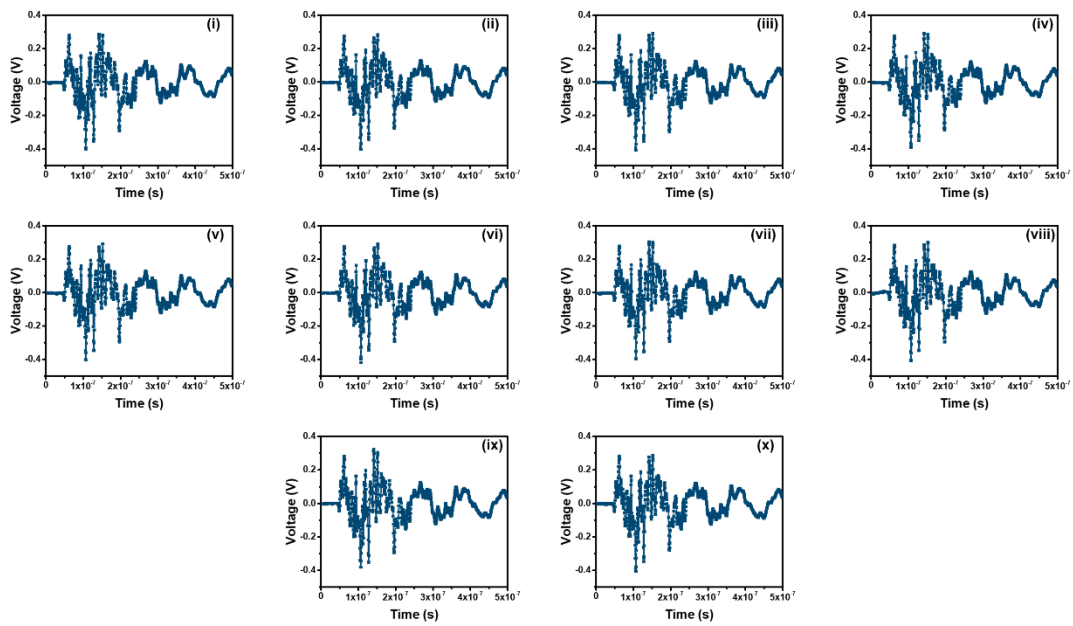 (i)
0.4
0.2
0.0
-0.2
-0.4
Voltage (V)
0 1x10⁻⁷ 2x10⁻⁷ 3x10⁻⁷ 4x10⁻⁷ 5x10⁻⁷
Time (s)
(ii)
0.4
0.2
0.0
-0.2
-0.4
Voltage (V)
0 1x10⁻⁷ 2x10⁻⁷ 3x10⁻⁷ 4x10⁻⁷ 5x10⁻⁷
Time (s)
(iii)
0.4
0.2
0.0
-0.2
-0.4
Voltage (V)
0 1x10⁻⁷ 2x10⁻⁷ 3x10⁻⁷ 4x10⁻⁷ 5x10⁻⁷
Time (s)
(iv)
0.4
0.2
0.0
-0.2
-0.4
Voltage (V)
0 1x10⁻⁷ 2x10⁻⁷ 3x10⁻⁷ 4x10⁻⁷ 5x10⁻⁷
Time (s)
(v)
0.4
0.2
0.0
-0.2
-0.4
Voltage (V)
0 1x10⁻⁷ 2x10⁻⁷ 3x10⁻⁷ 4x10⁻⁷ 5x10⁻⁷
Time (s)
(vi)
0.4
0.2
0.0
-0.2
-0.4
Voltage (V)
0 1x10⁻⁷ 2x10⁻⁷ 3x10⁻⁷ 4x10⁻⁷ 5x10⁻⁷
Time (s)
(vii)
0.4
0.2
0.0
-0.2
-0.4
Voltage (V)
0 1x10⁻⁷ 2x10⁻⁷ 3x10⁻⁷ 4x10⁻⁷ 5x10⁻⁷
Time (s)
(viii)
0.4
0.2
0.0
-0.2
-0.4
Voltage (V)
0 1x10⁻⁷ 2x10⁻⁷ 3x10⁻⁷ 4x10⁻⁷ 5x10⁻⁷
Time (s)
(ix)
0.4
0.2
0.0
-0.2
-0.4
Voltage (V)
0 1x10⁻⁷ 2x10⁻⁷ 3x10⁻⁷ 4x10⁻⁷ 5x10⁻⁷
Time (s)
(x)
0.4
0.2
0.0
-0.2
-0.4
Voltage (V)
0 1x10⁻⁷ 2x10⁻⁷ 3x10⁻⁷ 4x10⁻⁷ 5x10⁻⁷
Time (s)